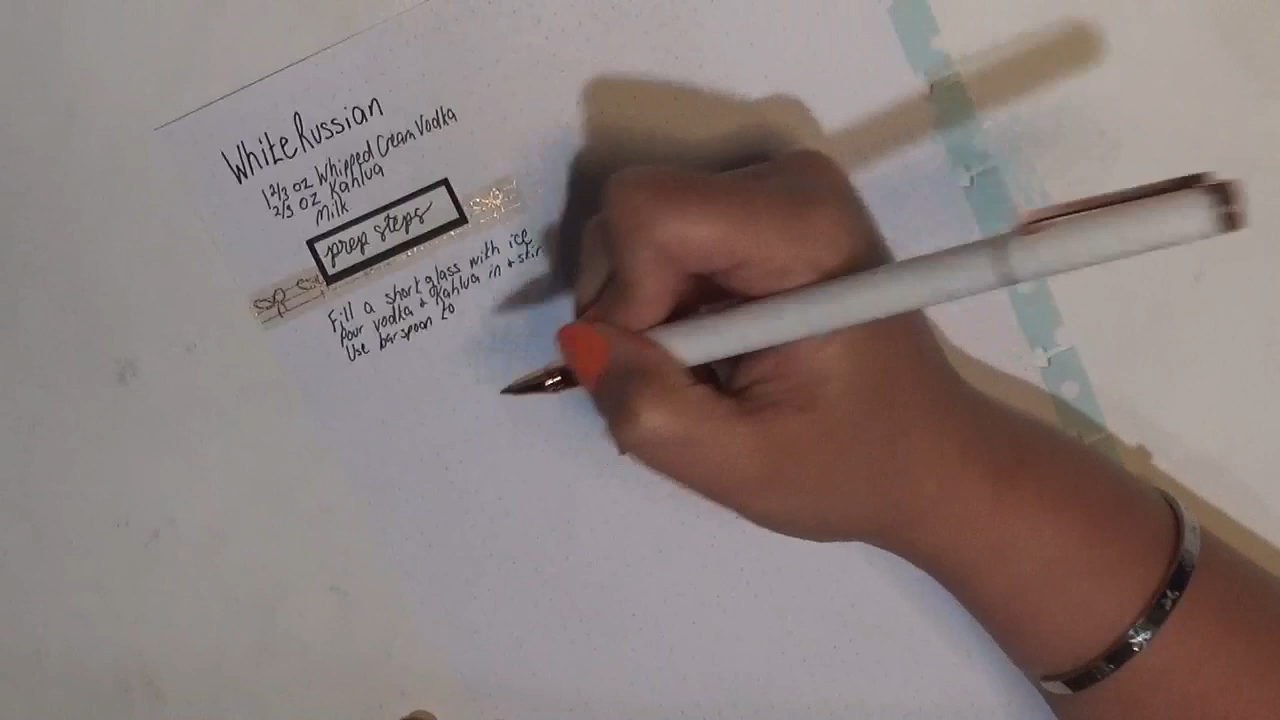 White Russian
1 2/3 oz Whipped Cream Vodka
2/3 oz Kahlua
Milk
prep steps
Fill a short glass with ice
Pour vodka + Kahlua in + stir
Use barspoon to